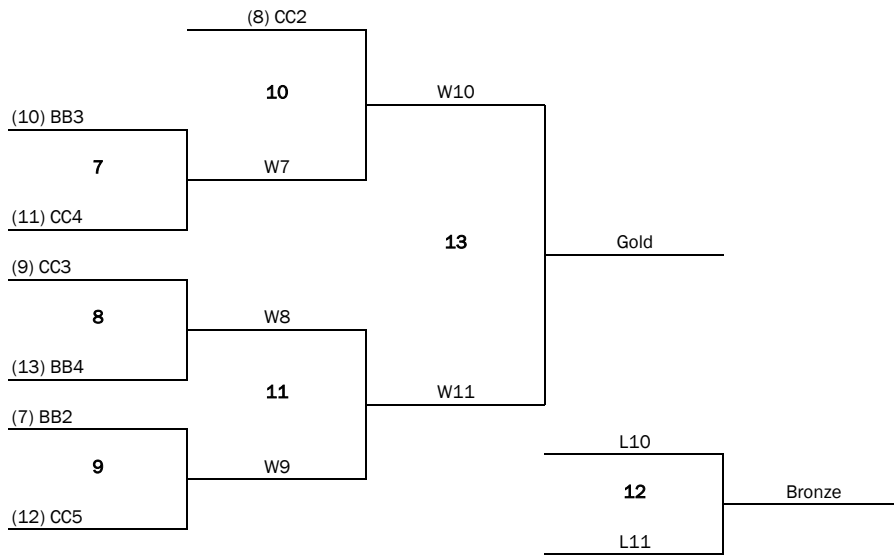 (8) CC2
10
W10
(10) BB3
7
W7
(11) CC4
13
Gold
(9) CC3
8
W8
(13) BB4
11
W11
(7) BB2
9
W9
(12) CC5
L10
12
Bronze
L11